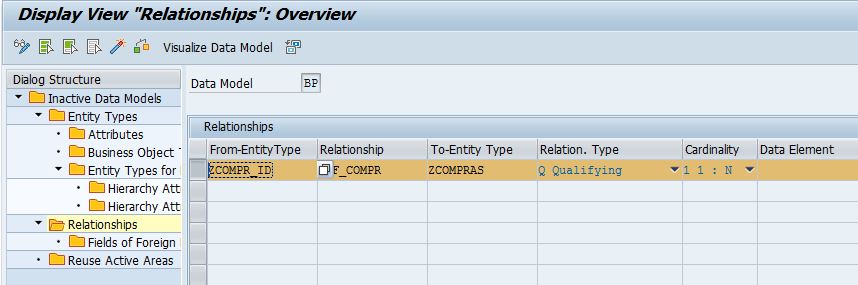 Display View "Relationships": Overview
Visualize Data Model
Dialog Structure
Inactive Data Models
Entity Types
Attributes
Business Object T
Entity Types for
Hierarchy Att
Hierarchy Att
Relationships
Fields of Foreign
Reuse Active Areas
Data Model BP
Relationships
From-EntityType Relationship To-Entity Type Relation. Type Cardinality Data Element
ZCOMPR_ID F_COMPR ZCOMPRAS Q Qualifying 1 1 : N